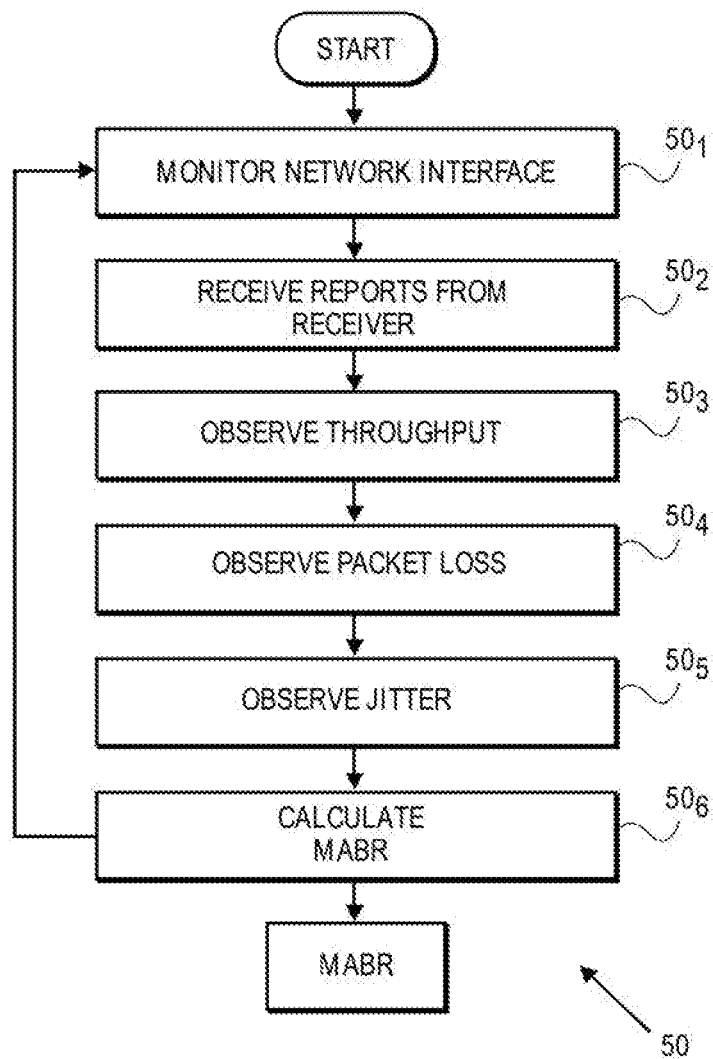 START
MONITOR NETWORK INTERFACE
50₁
RECEIVE REPORTS FROM
RECEIVER
50₂
OBSERVE THROUGHPUT
50₃
OBSERVE PACKET LOSS
50₄
OBSERVE JITTER
50₅
CALCULATE
MABR
50₆
MABR
50